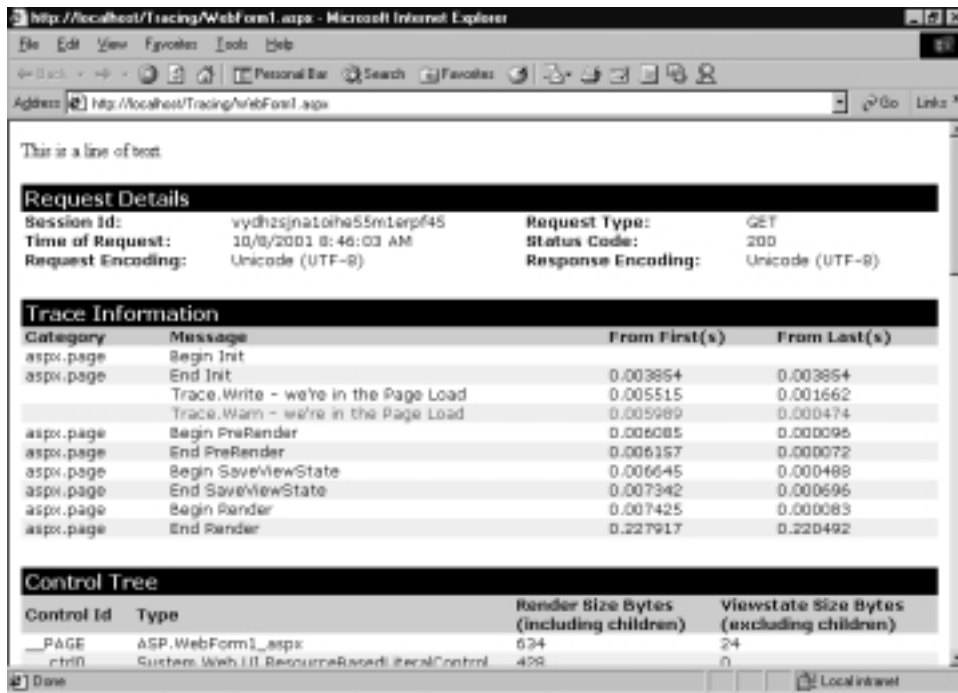 http://localhost/Tracing/WebForm1.aspx - Microsoft Internet Explorer
File Edit View Favorites Tools Help
Back Personal Bar Search Favorites
Address http://localhost/Tracing/WebForm1.aspx Go Links »
This is a line of text
Request Details
Session Id: vydhzsjna1oihe55m1erpf45 Request Type: GET
Time of Request: 10/8/2001 8:46:03 AM Status Code: 200
Request Encoding: Unicode (UTF-8) Response Encoding: Unicode (UTF-8)
Trace Information
Category Message From First(s) From Last(s)
aspx.page Begin Init
aspx.page End Init 0.003854 0.003854
Trace.Write - we're in the Page Load 0.005515 0.001662
Trace.Warn - we're in the Page Load 0.005989 0.000474
aspx.page Begin PreRender 0.006085 0.000096
aspx.page End PreRender 0.006157 0.000072
aspx.page Begin SaveViewState 0.006645 0.000488
aspx.page End SaveViewState 0.007342 0.000696
aspx.page Begin Render 0.007425 0.000083
aspx.page End Render 0.227917 0.220492
Control Tree
Control Id Type Render Size Bytes (including children) Viewstate Size Bytes (excluding children)
__PAGE ASP.WebForm1_aspx 634 24
_ctrl0 System.Web.UI.ResourceBasedLiteralControl 428 0
Done Local intranet